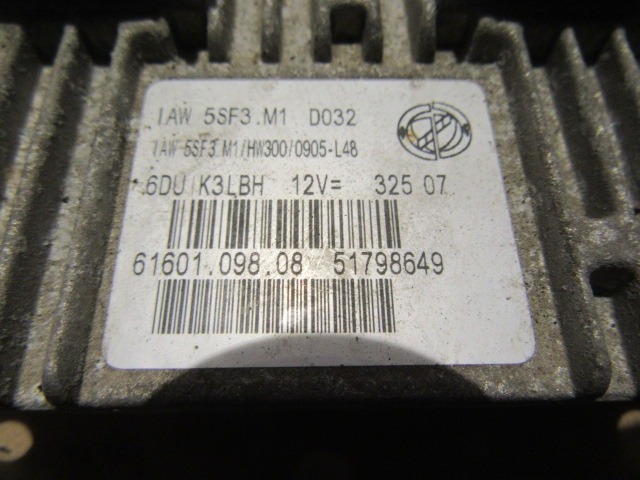 IAW 5SF3.M1 D032
IAW 5SF3.M1/HW300/0905-L48
6DU K3LBH 12V= 325 07
61601.098.08 51798649